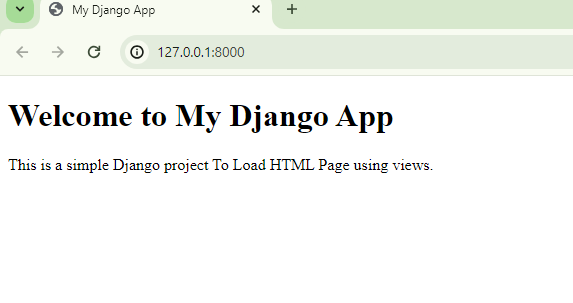 My Django App
127.0.0.1:8000
Welcome to My Django App
This is a simple Django project To Load HTML Page using views.